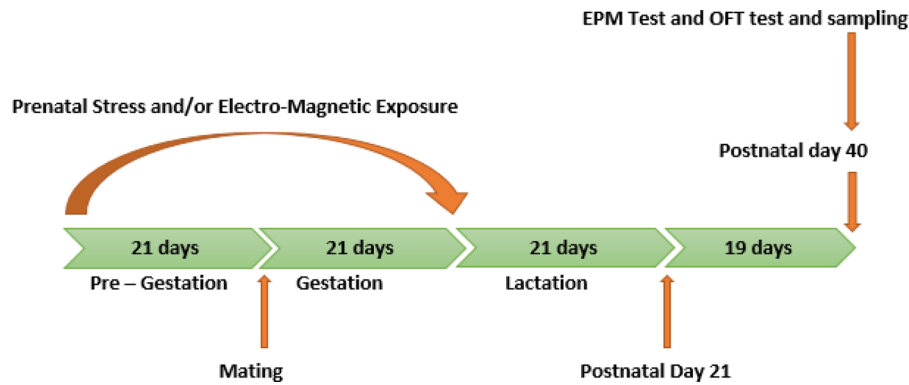 EPM Test and OFT test and sampling
Prenatal Stress and/or Electro-Magnetic Exposure
Postnatal day 40
21 days
21 days
21 days
19 days
Pre – Gestation
Gestation
Lactation
Mating
Postnatal Day 21